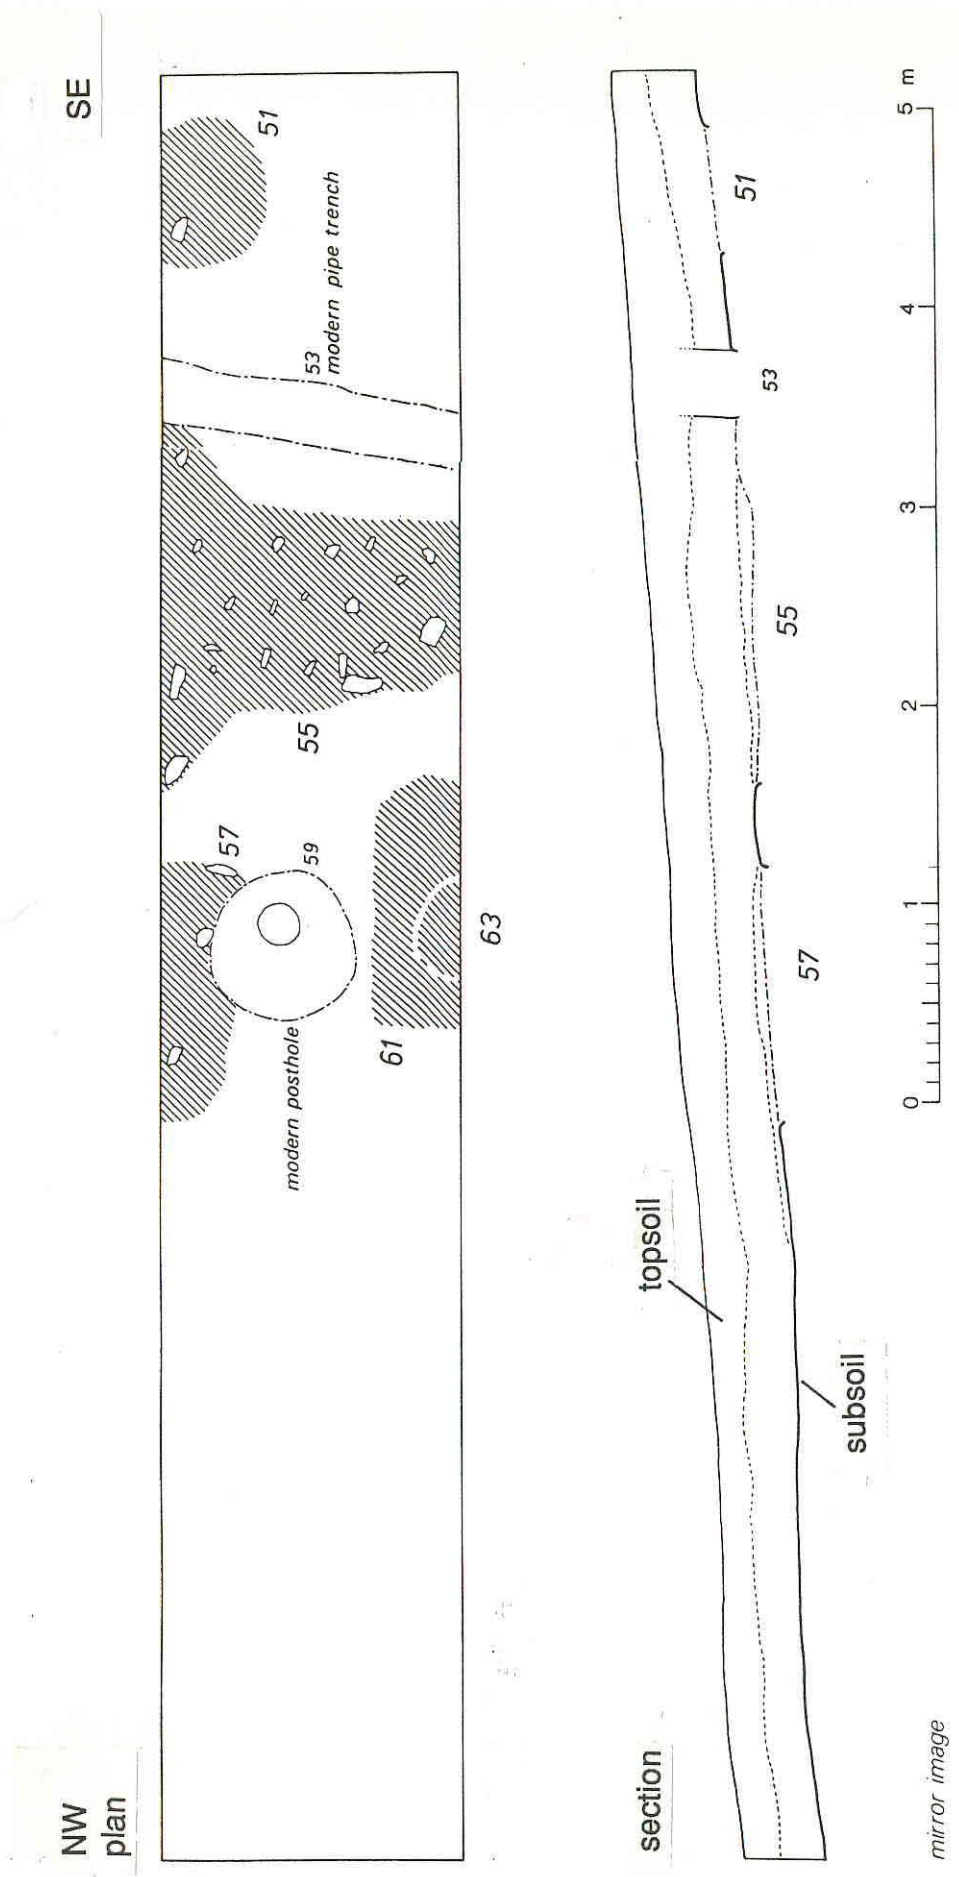 NW
plan
SE
51
53
modern pipe trench
55
57
59
modern posthole
61
63
section
topsoil
subsoil
57
55
53
51
mirror image
0 1 2 3 4 5 m